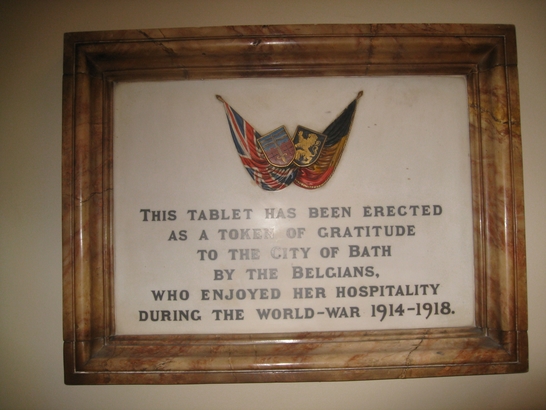 THIS TABLET HAS BEEN ERECTED
AS A TOKEN OF GRATITUDE
TO THE CITY OF BATH
BY THE BELGIANS,
WHO ENJOYED HER HOSPITALITY
DURING THE WORLD-WAR 1914-1918.